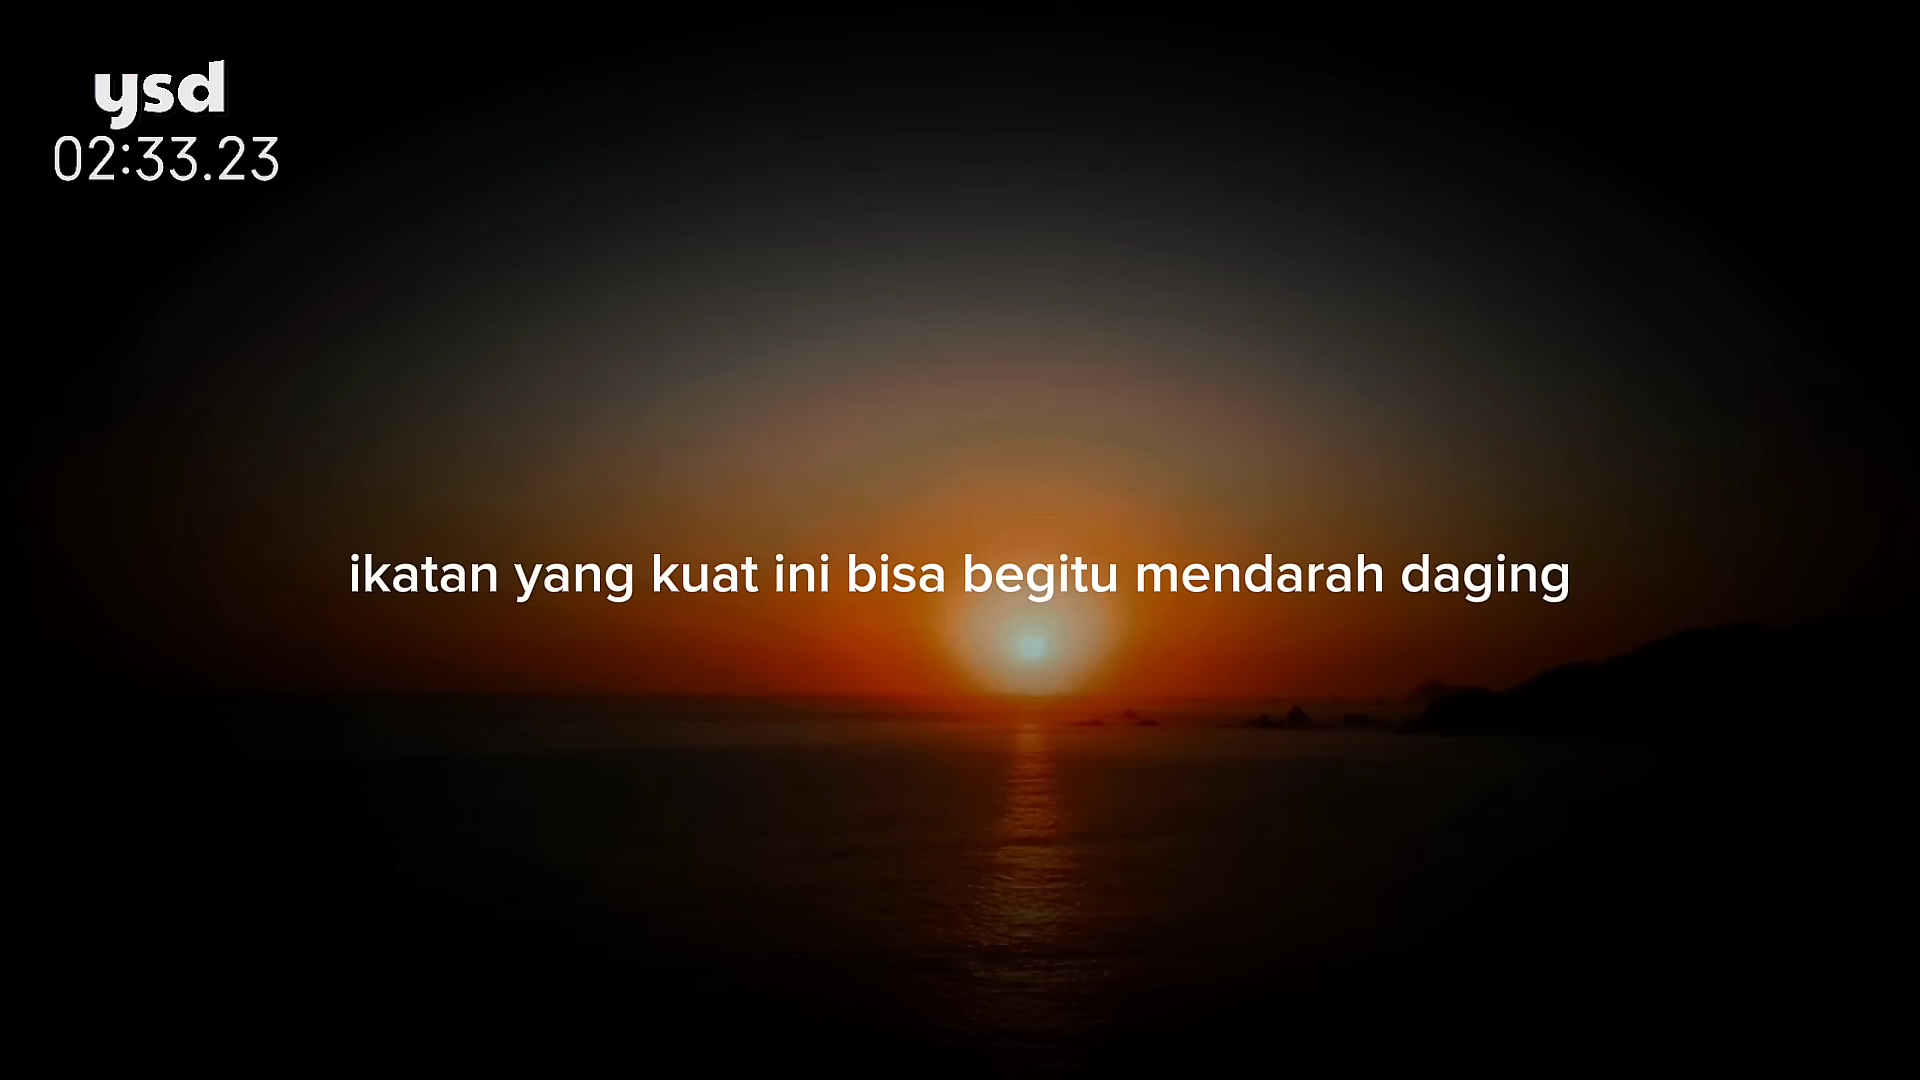 ysd
02:33.23
ikatan yang kuat ini bisa begitu mendarah daging